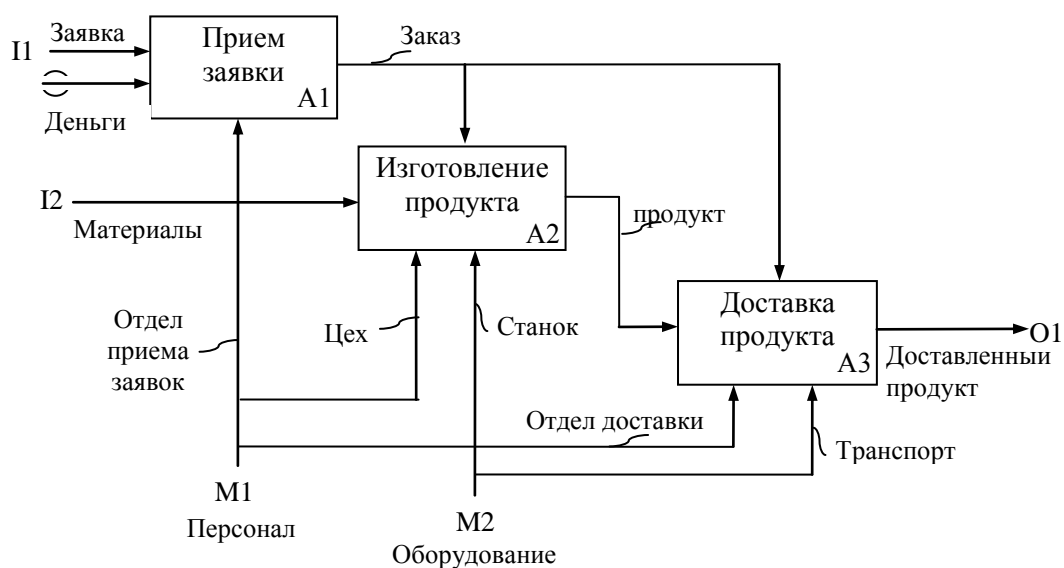 I1
Заявка
Деньги
Прием
заявки
A1
Заказ
I2
Материалы
Изготовление
продукта
A2
продукт
Отдел
приема
заявок
Цех
Станок
Доставка
продукта
A3
O1
Доставленный
продукт
Отдел доставки
Транспорт
M1
Персонал
M2
Оборудование